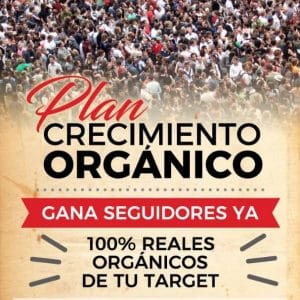 Plan
CRECIMIENTO
ORGÁNICO
GANA SEGUIDORES YA
100% REALES
ORGÁNICOS
DE TU TARGET